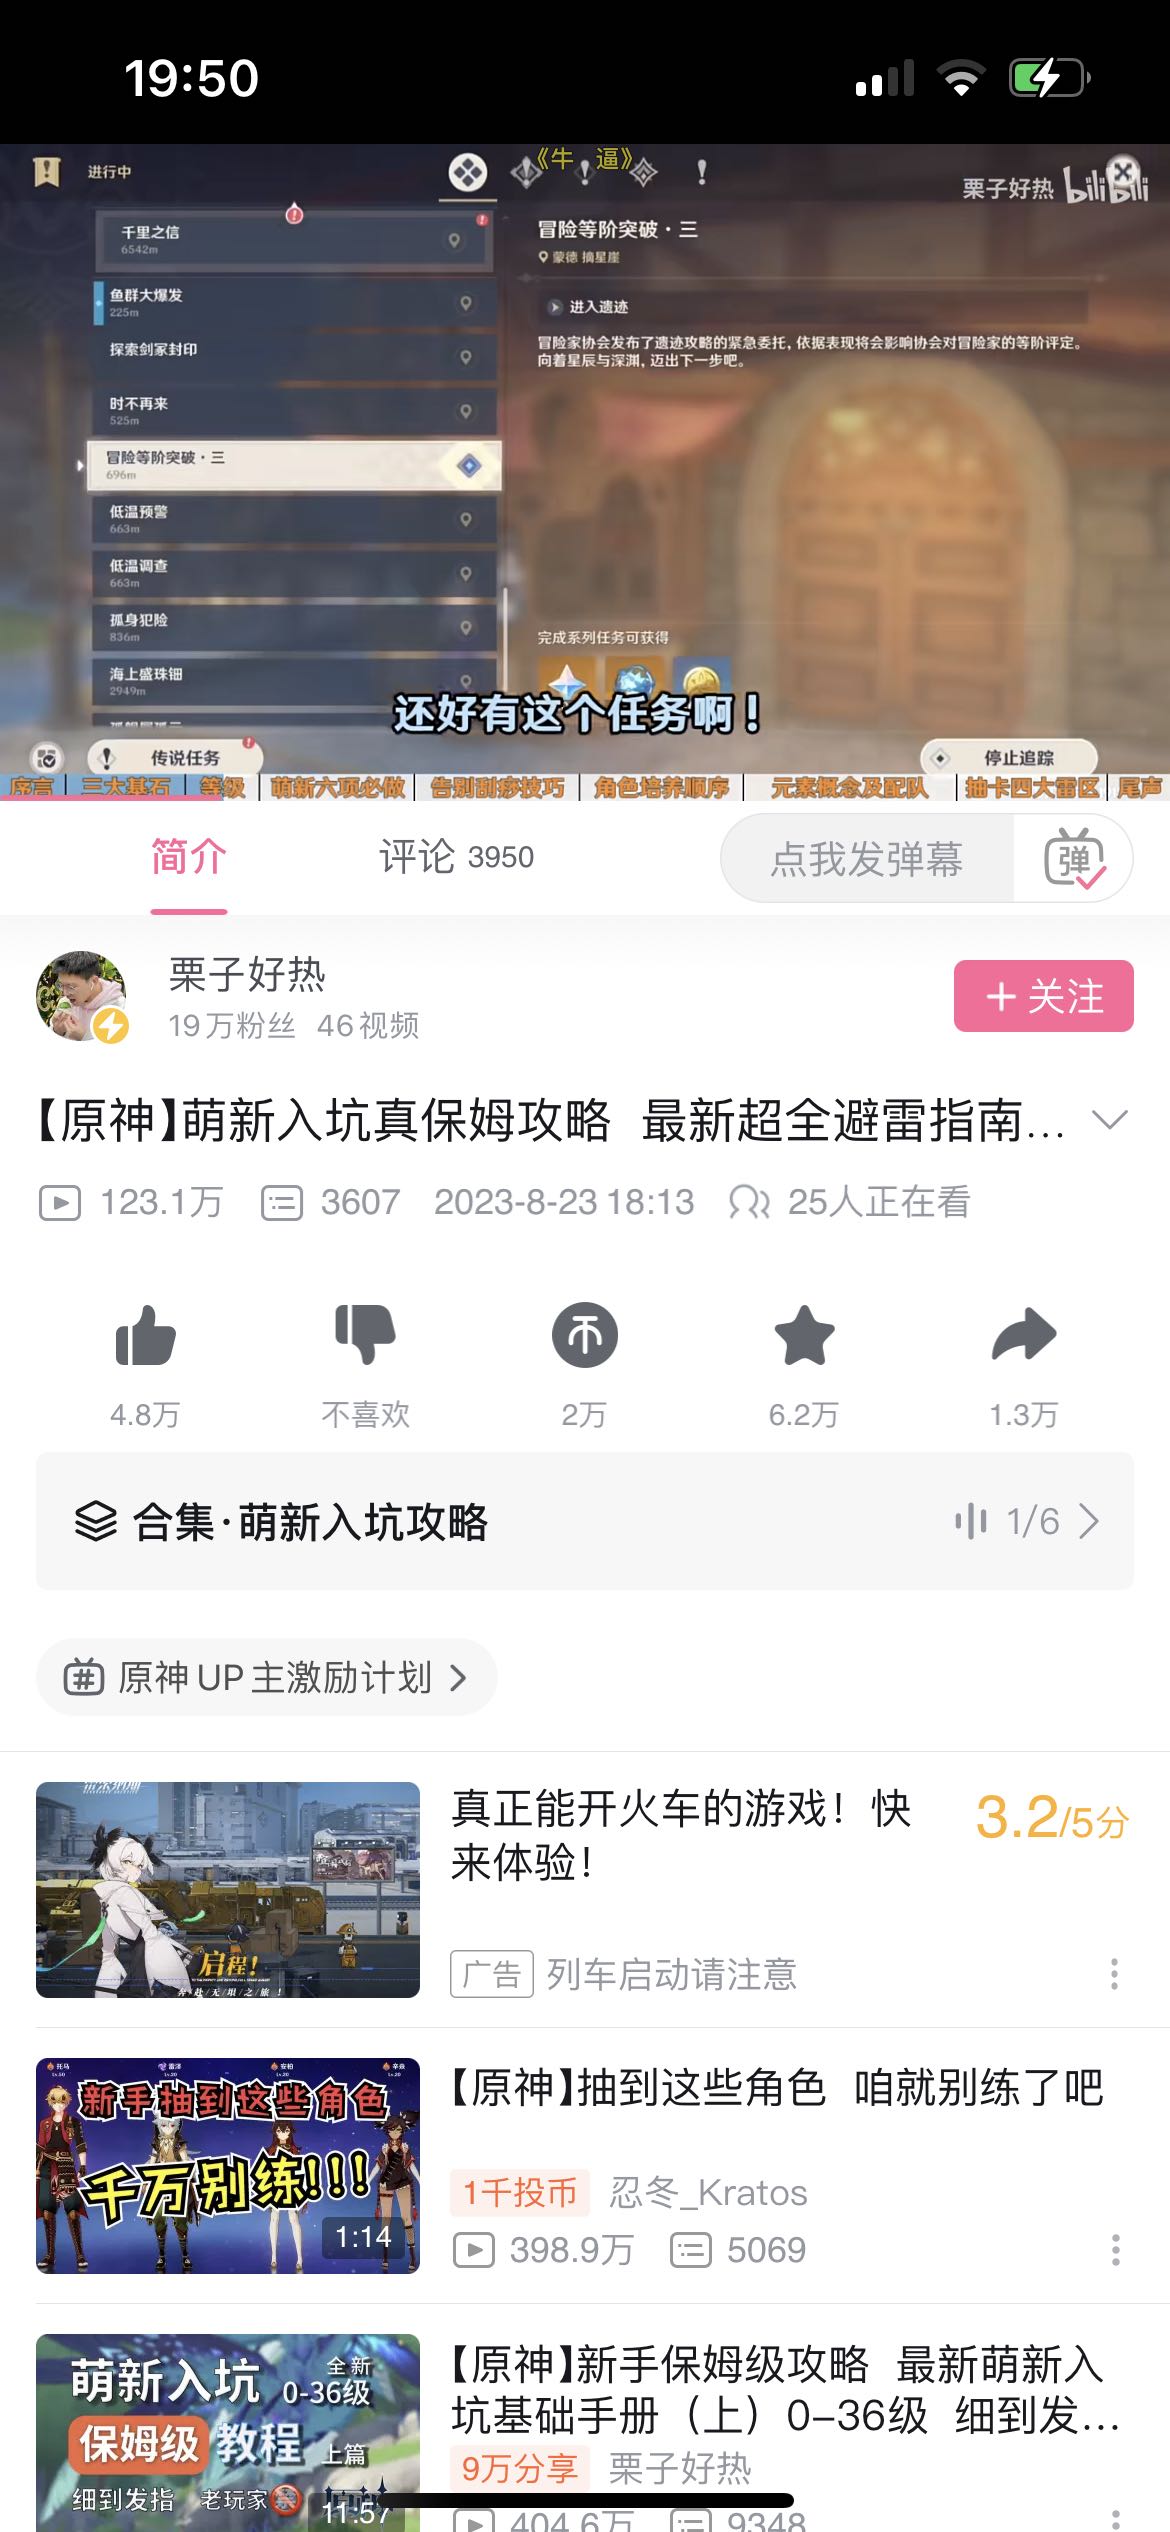 19:50
进行中
《牛 逼》
栗子好热 bilibili
千里之信
6542m
鱼群大爆发
225m
探索剑冢封印
时不再来
525m
冒险等阶突破·三
696m
低温预警
663m
低温调查
663m
孤身犯险
836m
海上盛珠钿
2949m
传说任务
冒险等阶突破·三
蒙德 摘星崖
进入遗迹
冒险家协会发布了遗迹攻略的紧急委托,依据表现将会影响协会对冒险家的等阶评定。
向着星辰与深渊,迈出下一步吧。
完成系列任务可获得
还好有这个任务啊!
停止追踪
序言 三大基石 等级 萌新六项必做 告别刮痧技巧 角色培养顺序 元素概念及配队 抽卡四大雷区 尾声
简介 评论 3950 点我发弹幕 弹
栗子好热
19万粉丝 46视频
+ 关注
【原神】萌新入坑真保姆攻略 最新超全避雷指南...
123.1万 3607 2023-8-23 18:13 25人正在看
4.8万 不喜欢 2万 6.2万 1.3万
合集·萌新入坑攻略 1/6
原神UP主激励计划
启程!
奔/赴/无/垠/之/旅/!
真正能开火车的游戏!快
来体验!
3.2/5分
广告 列车启动请注意
托马 雷泽 安柏 辛焱
新手抽到这些角色
千万别练!!!
1:14
【原神】抽到这些角色 咱就别练了吧
1千投币 忍冬_Kratos
398.9万 5069
萌新入坑 全新
0-36级
保姆级 教程 上篇
细到发指 老玩家
11:57
【原神】新手保姆级攻略 最新萌新入
坑基础手册(上)0-36级 细到发...
9万分享 栗子好热
404.6万 9348